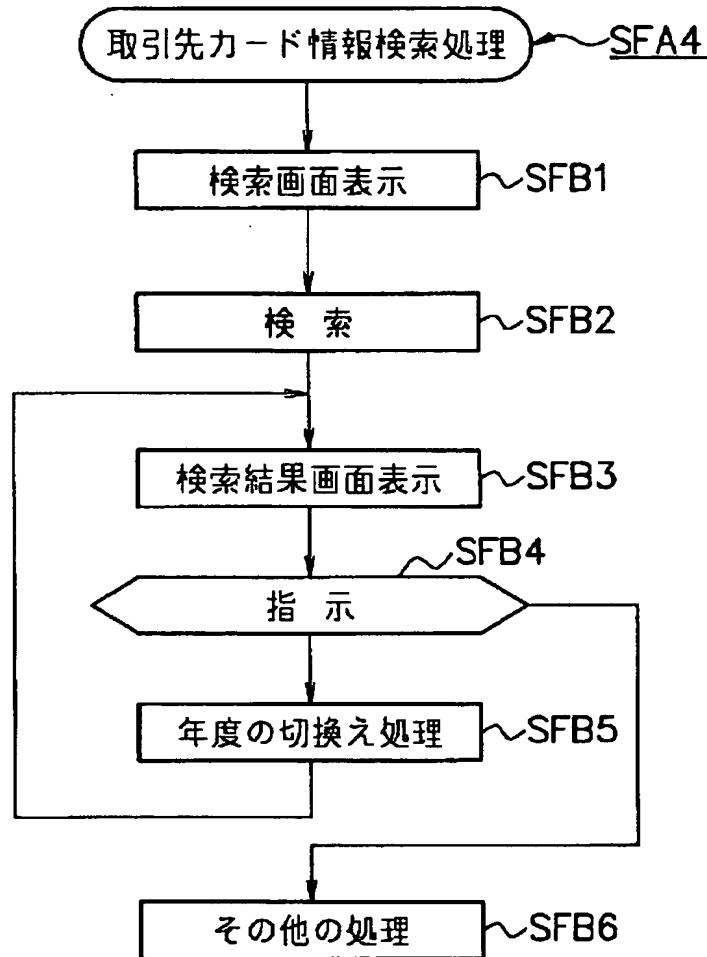 取引先カード情報検索処理 SFA4
検索画面表示 SFB1
検 索 SFB2
検索結果画面表示 SFB3
SFB4
指 示
年度の切換え処理 SFB5
その他の処理 SFB6